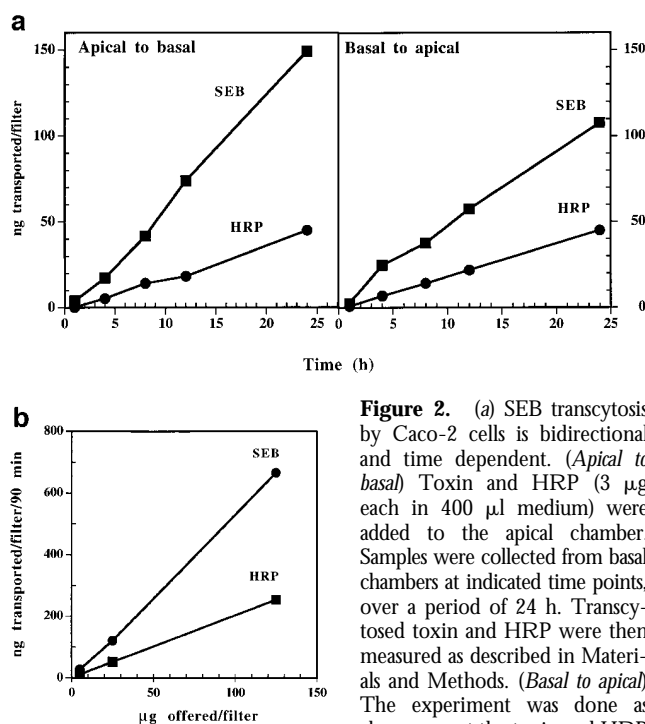 a
Apical to basal
Basal to apical
150
100
50
0
ng transported/filter
SEB
HRP
SEB
HRP
150
100
50
0
0 5 10 15 20 25
0 5 10 15 20 25
Time (h)
b
800
600
400
200
0
ng transported/filter/90 min
SEB
HRP
0 50 100 150
µg offered/filter
Figure 2. (a) SEB transcytosis
by Caco-2 cells is bidirectional
and time dependent. (Apical to
basal) Toxin and HRP (3 µg
each in 400 µl medium) were
added to the apical chamber.
Samples were collected from basal
chambers at indicated time points,
over a period of 24 h. Transcy-
tosed toxin and HRP were then
measured as described in Materi-
als and Methods. (Basal to apical)
The experiment was done as